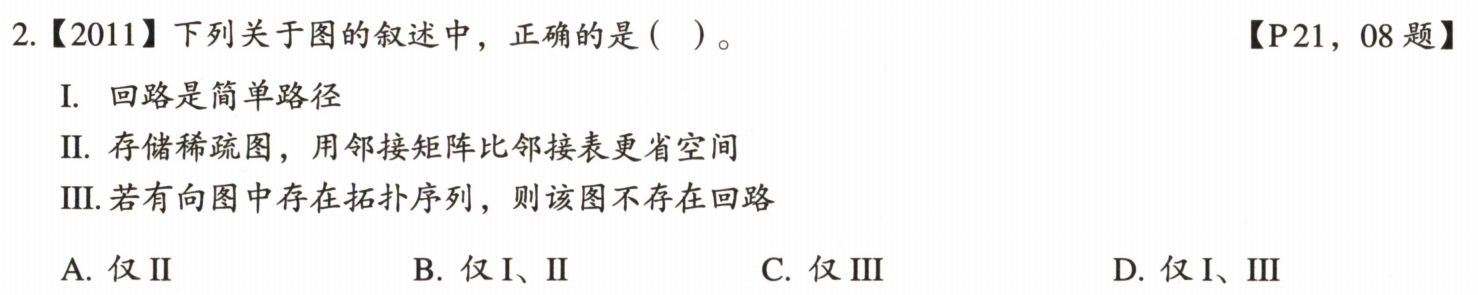 2.【2011】下列关于图的叙述中，正确的是（　）。【P21，08题】
I. 回路是简单路径
II. 存储稀疏图，用邻接矩阵比邻接表更省空间
III. 若有向图中存在拓扑序列，则该图不存在回路
A. 仅 II　B. 仅 I、II　C. 仅 III　D. 仅 I、III